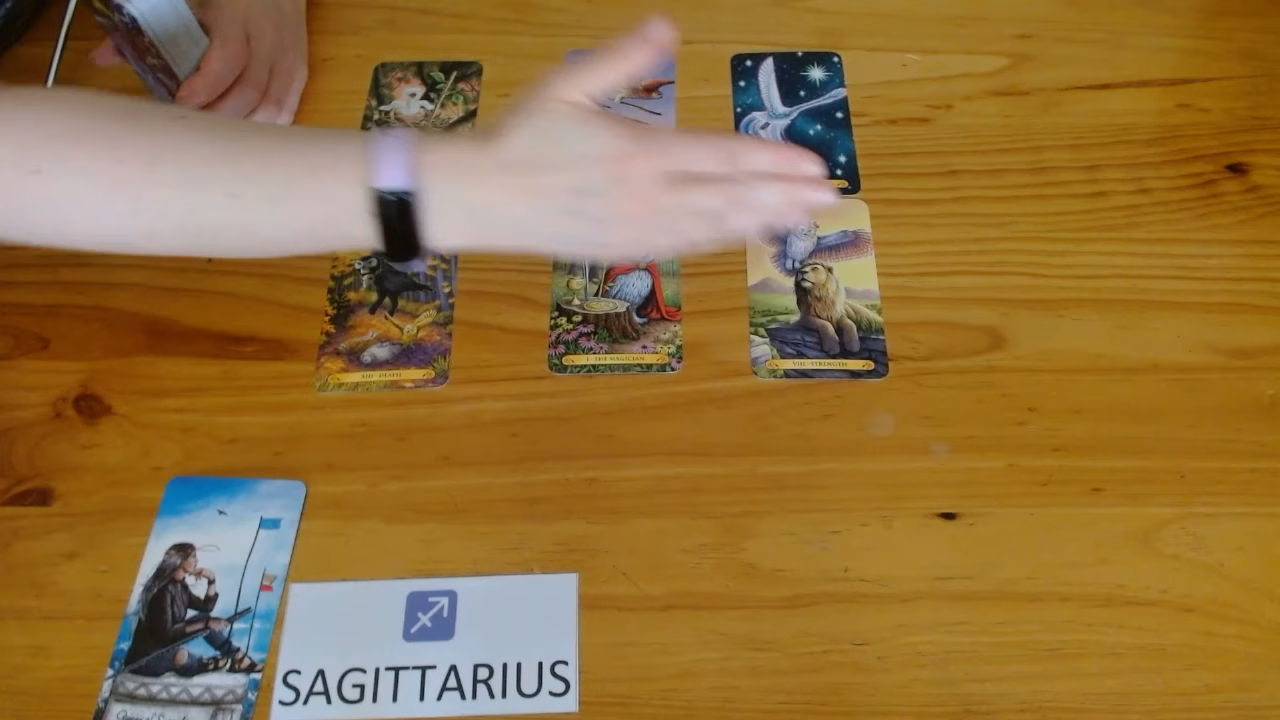 XIII · DEATH
I · THE MAGICIAN
VIII · STRENGTH
SAGITTARIUS